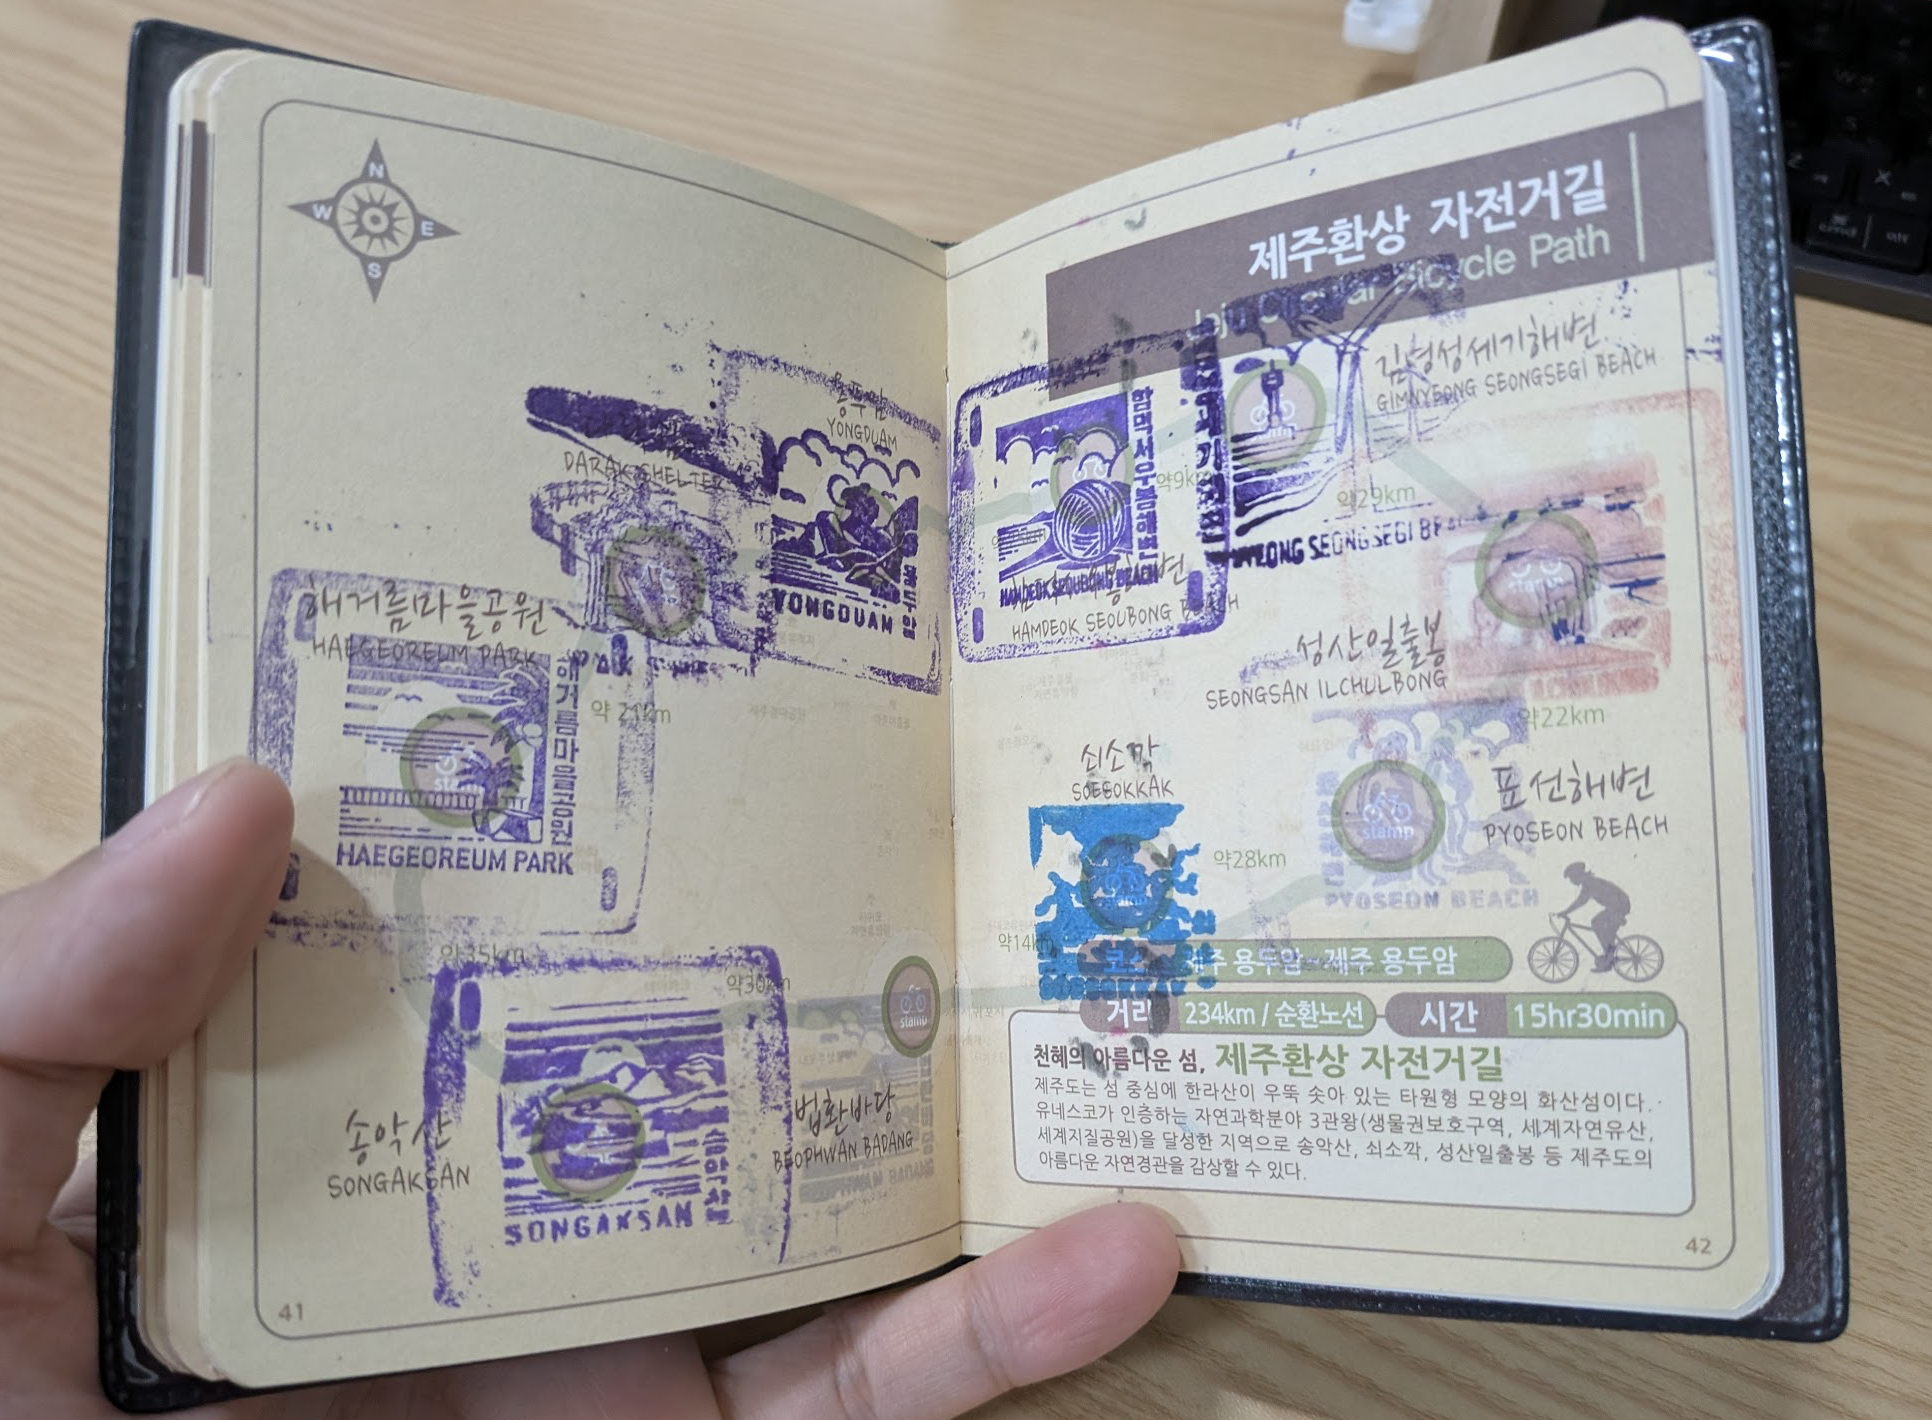 N
W
E
S
용두암
YONGDUAM
DARAK SHELTER
용두암
YONGDUAM
해거름마을공원
HAEGEOREUM PARK
해거름마을공원
HAEGEOREUM PARK
약 21km
약35km
약30km
송악산
SONGAKSAN
송악산
SONGAKSAN
stamp
법환바당
BEOPHWAN BADANG
41
제주환상 자전거길
Bicycle Path
김녕성세기해변
GIMNYEONG SEONGSEGI BEACH
함덕서우봉해변
HAMDEOK SEOUBONG BEACH
HAMDEOK SEOUBONG BEACH
약9km
약29km
SEONGSEGI
성산일출봉
SEONGSAN ILCHULBONG
약22km
쇠소깍
SOESOKKAK
약28km
stamp
표선해변
PYOSEON BEACH
PYOSEON BEACH
약14km
코스 제주 용두암~제주 용두암
거리 234km / 순환노선 시간 15hr30min
천혜의 아름다운 섬, 제주환상 자전거길
제주도는 섬 중심에 한라산이 우뚝 솟아 있는 타원형 모양의 화산섬이다.
유네스코가 인증하는 자연과학분야 3관왕(생물권보호구역, 세계자연유산,
세계지질공원)을 달성한 지역으로 송악산, 쇠소깍, 성산일출봉 등 제주도의
아름다운 자연경관을 감상할 수 있다.
42